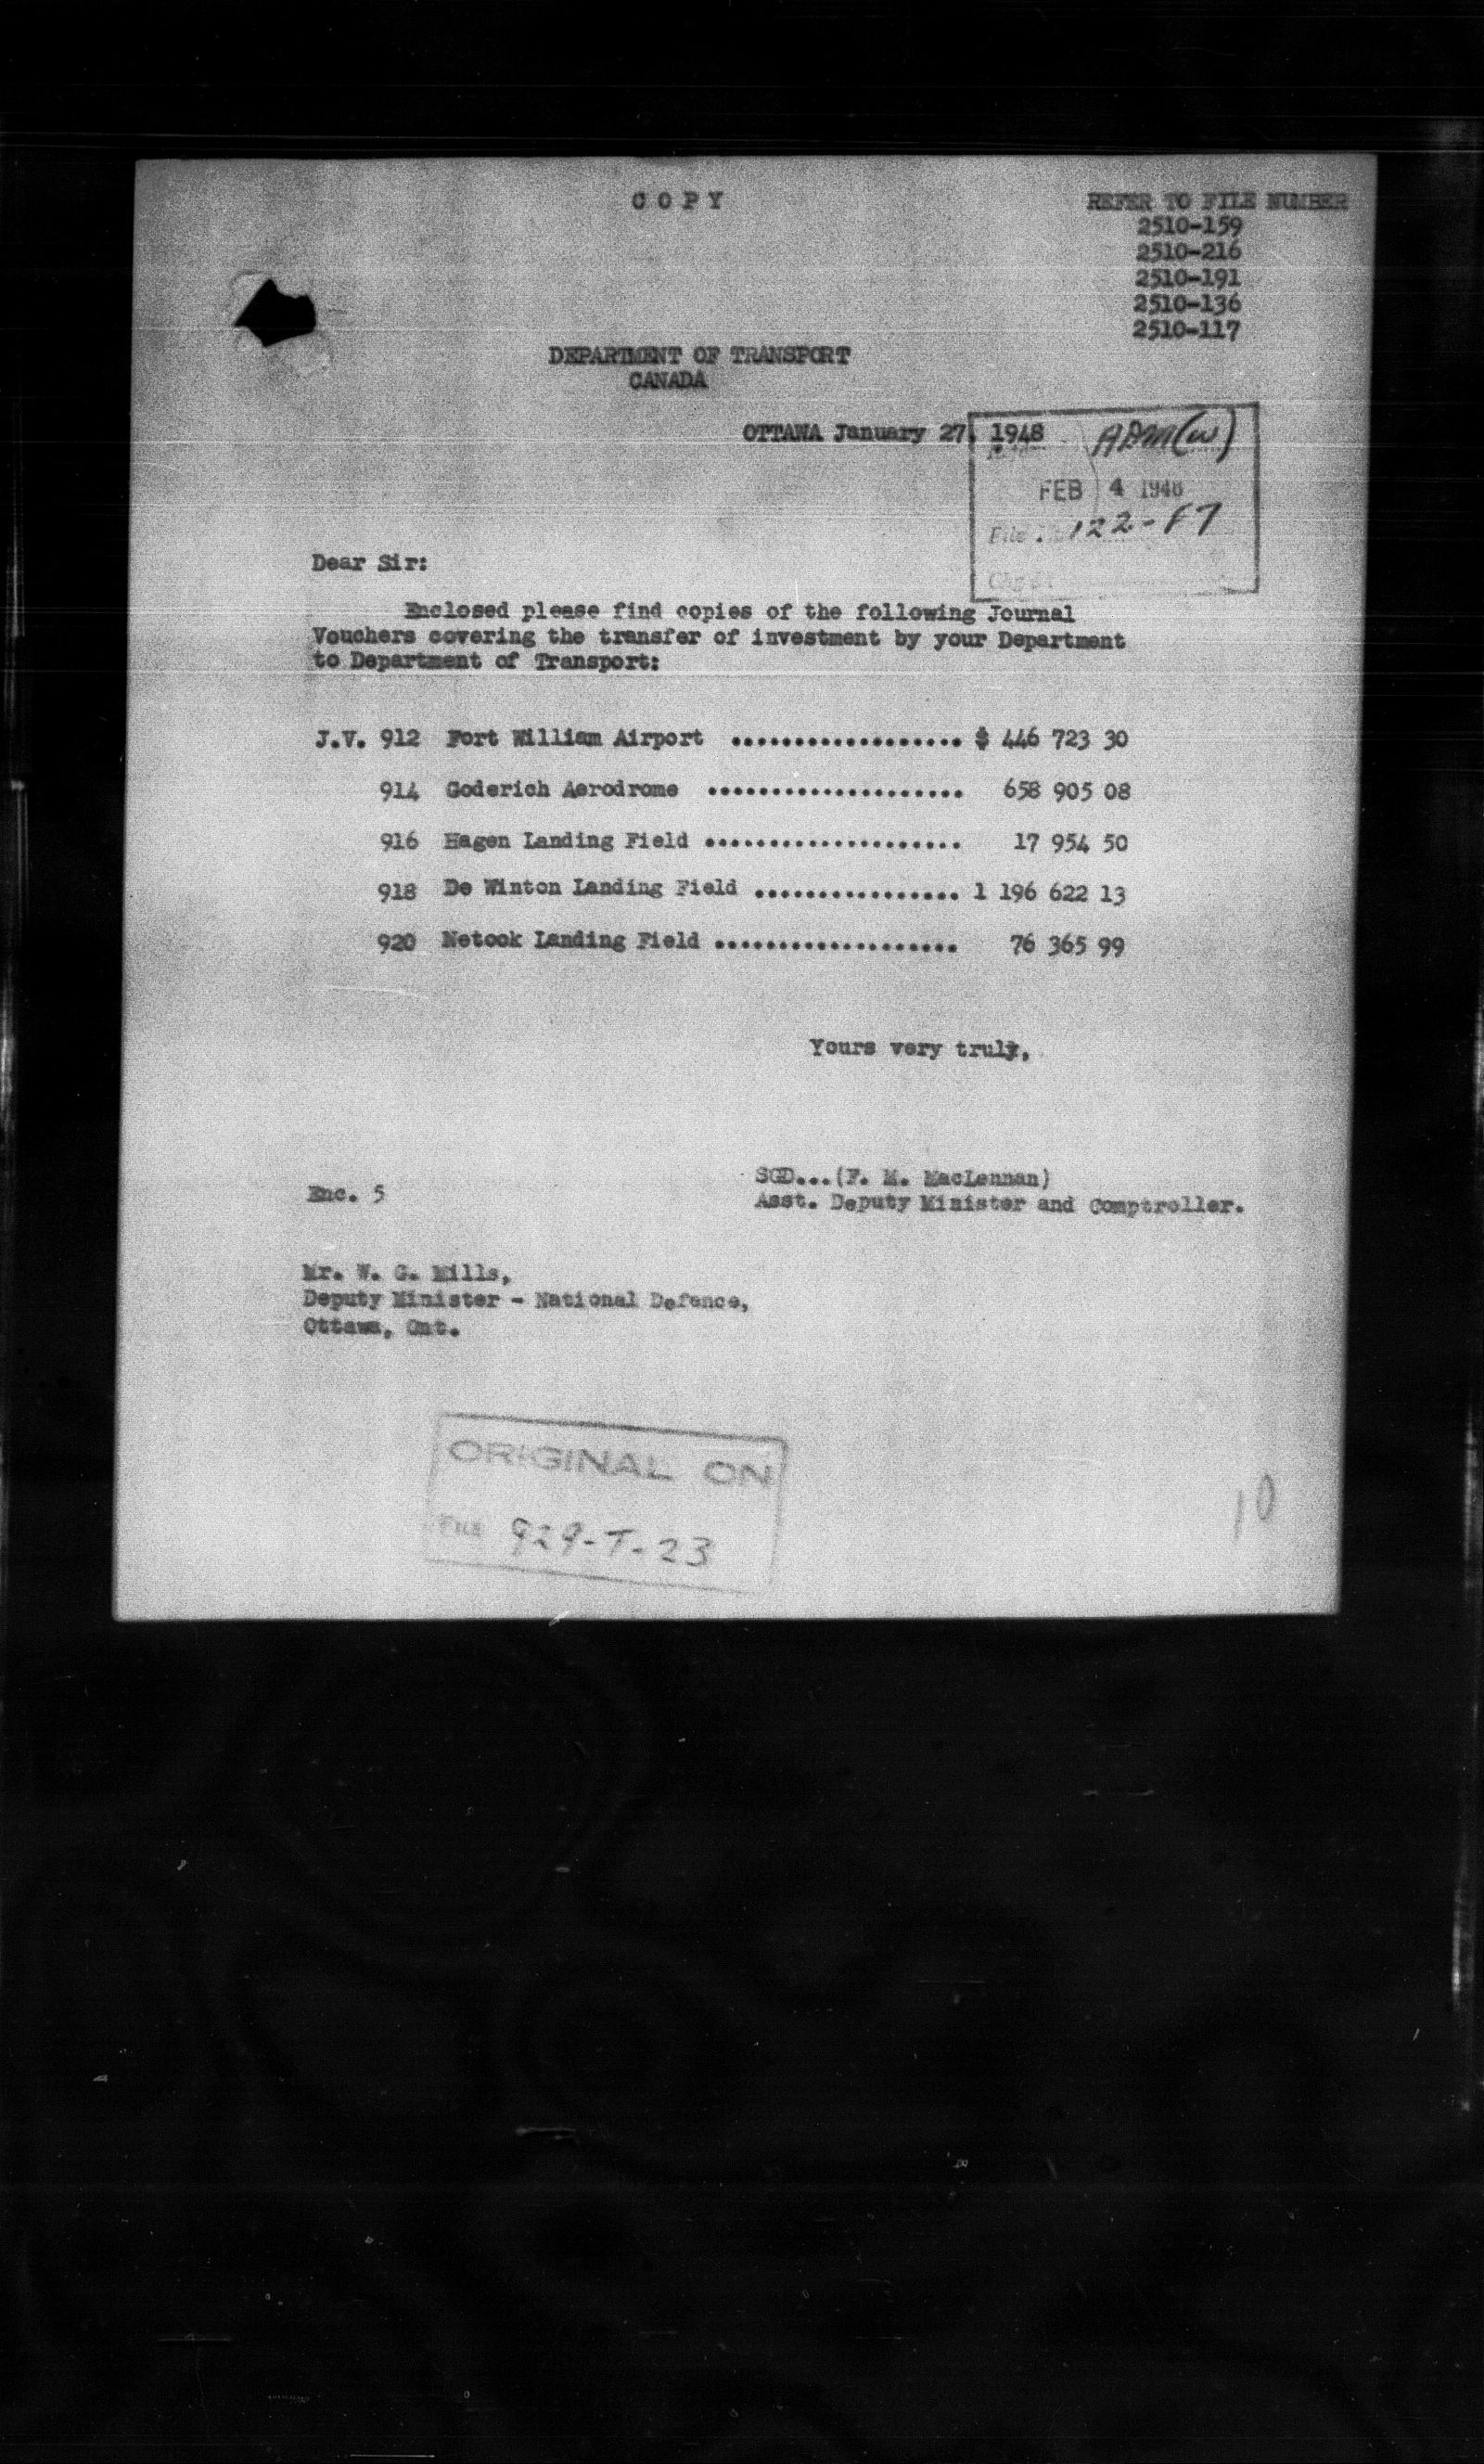 COPY
REFER TO FILE NUMBER
2510-159
2510-216
2510-191
2510-136
2510-117
DEPARTMENT OF TRANSPORT
CANADA
OTTAWA January 27, 1948
ADM(W)
FEB 4 1948
File. 122-F7
Dear Sir:
Enclosed please find copies of the following Journal
Vouchers covering the transfer of investment by your Department
to Department of Transport:
J.V. 912 Fort William Airport .................. $ 446 723 30
914 Goderich Aerodrome .................... 658 905 08
916 Hagen Landing Field .................... 17 954 50
918 De Winton Landing Field ................ 1 196 622 13
920 Netook Landing Field ................... 76 365 99
Yours very truly,
SGD...(F. M. MacLennan)
Asst. Deputy Minister and Comptroller.
Enc. 5
Mr. W. G. Mills,
Deputy Minister - National Defence,
Ottawa, Ont.
ORIGINAL ON
FILE 929-T-23
10